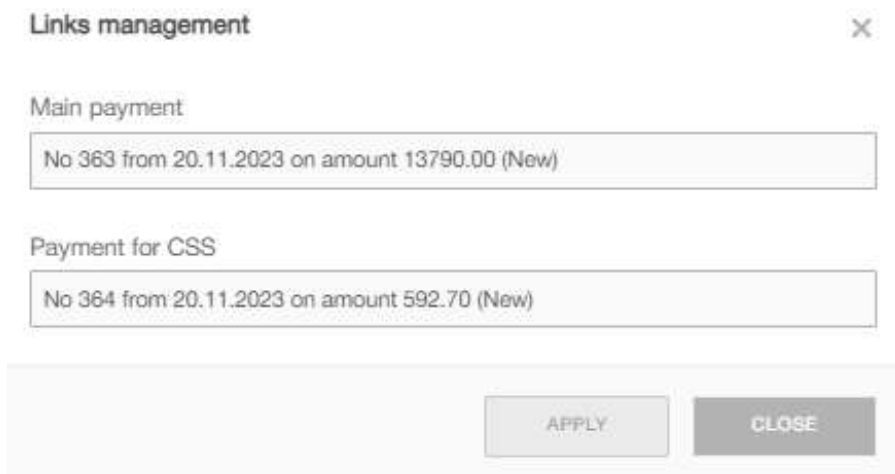 Links management
Main payment
No 363 from 20.11.2023 on amount 13790.00 (New)
Payment for CSS
No 364 from 20.11.2023 on amount 592.70 (New)
APPLY
CLOSE